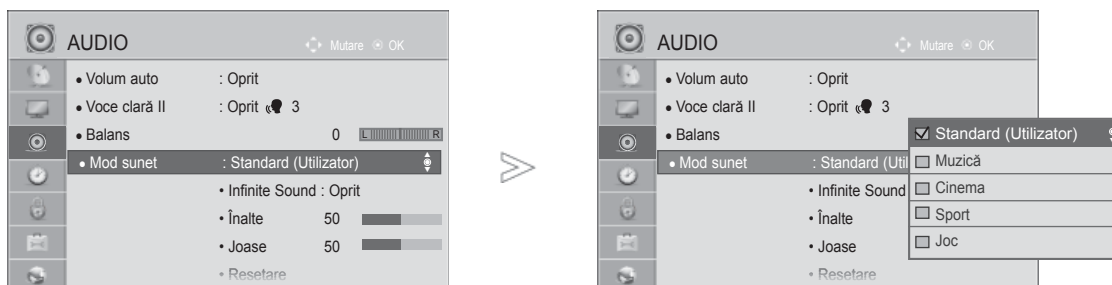 AUDIO
Mutare OK
• Volum auto : Oprit
• Voce clară II : Oprit 3
• Balans 0 L R
• Mod sunet : Standard (Utilizator)
• Infinite Sound : Oprit
• Înalte 50
• Joase 50
• Resetare
AUDIO
Mutare OK
• Volum auto : Oprit
• Voce clară II : Oprit 3
• Balans
• Mod sunet : Standard (Util
• Infinite Sound
• Înalte
• Joase
• Resetare
Standard (Utilizator)
Muzică
Cinema
Sport
Joc